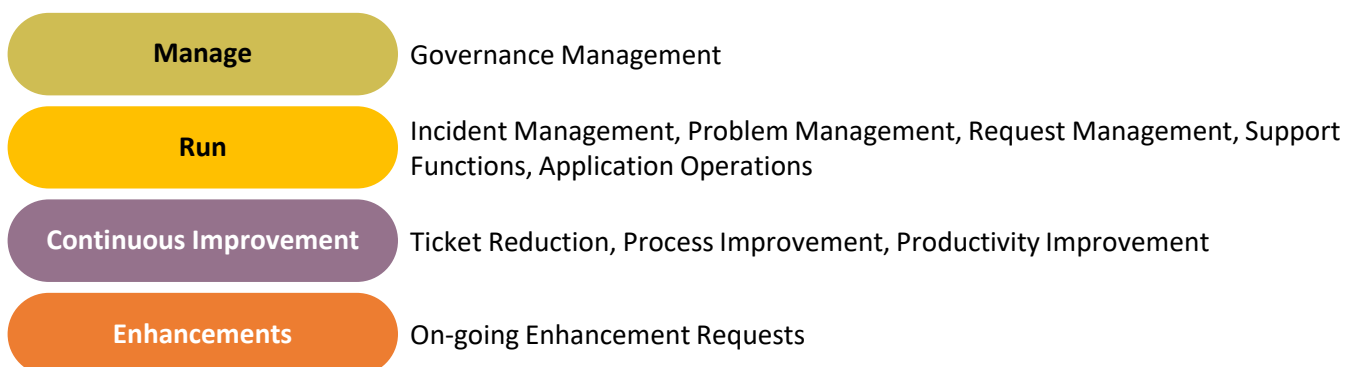 Manage
Governance Management
Run
Incident Management, Problem Management, Request Management, Support
Functions, Application Operations
Continuous Improvement
Ticket Reduction, Process Improvement, Productivity Improvement
Enhancements
On-going Enhancement Requests